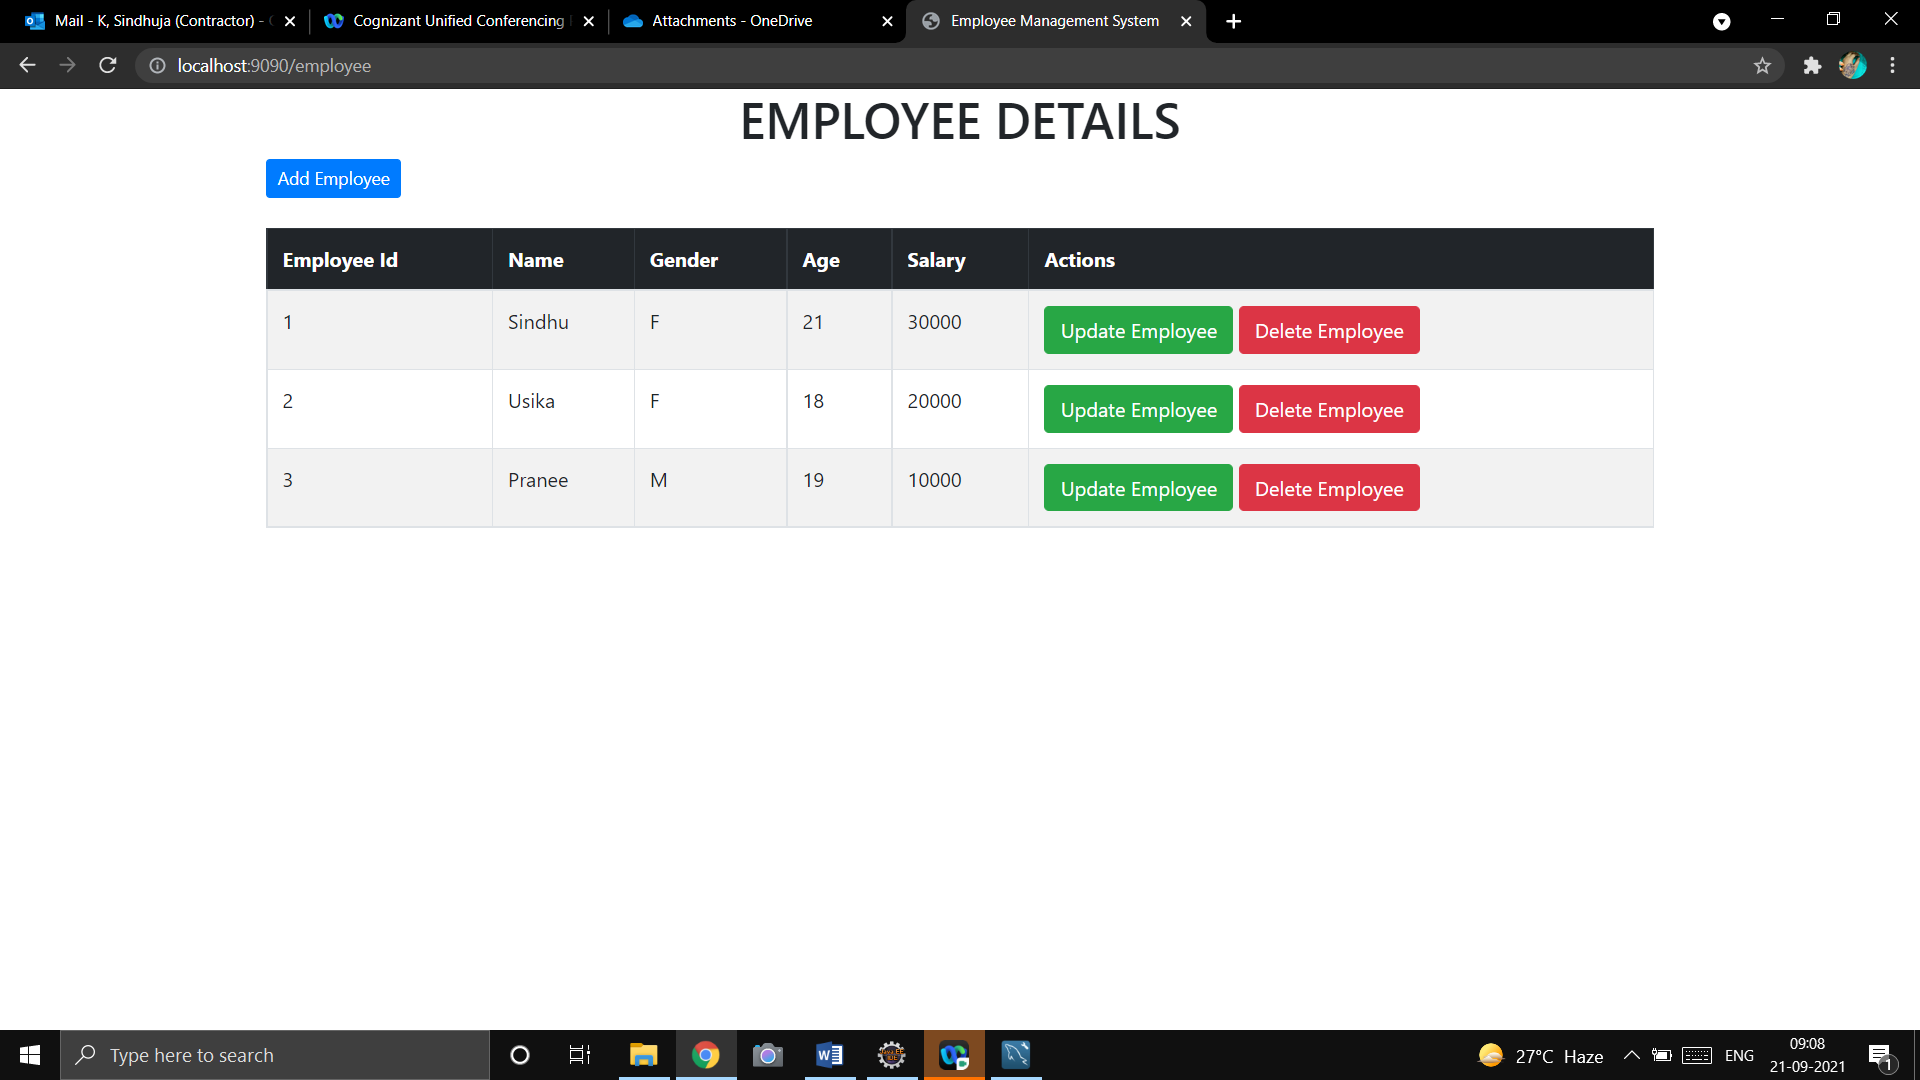 Mail - K, Sindhuja (Contractor) -
Cognizant Unified Conferencing
Attachments - OneDrive
Employee Management System
localhost:9090/employee
EMPLOYEE DETAILS
Add Employee
Employee Id Name Gender Age Salary Actions
1 Sindhu F 21 30000 Update Employee Delete Employee
2 Usika F 18 20000 Update Employee Delete Employee
3 Pranee M 19 10000 Update Employee Delete Employee
Type here to search
27°C Haze
ENG
09:08
21-09-2021
1